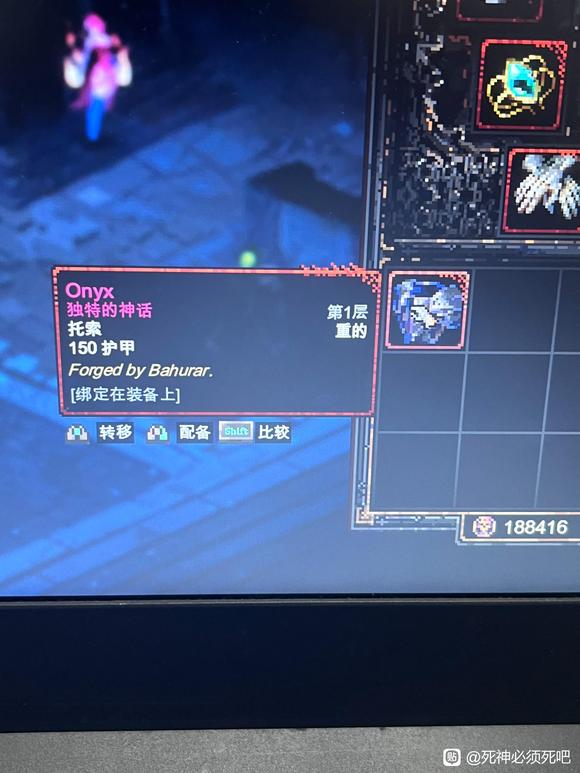 Onyx
独特的神话 第1层
托索 重的
150 护甲
Forged by Bahurar.
[绑定在装备上]
转移 配备 Shift 比较
188416
贴 @死神必须死吧